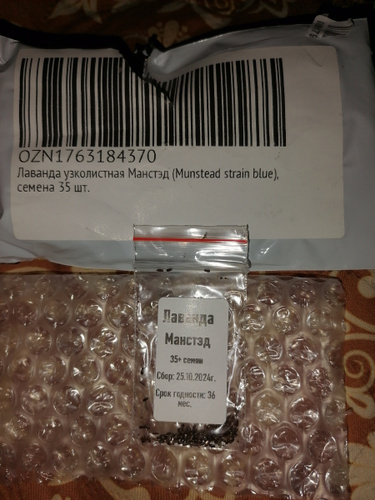 OZN1763184370
Лаванда узколистная Манстэд (Munstead strain blue),
семена 35 шт.
Лаванда
Манстэд
35+ семян
Сбор: 25.10.2024г.
Срок годности: 36
мес.